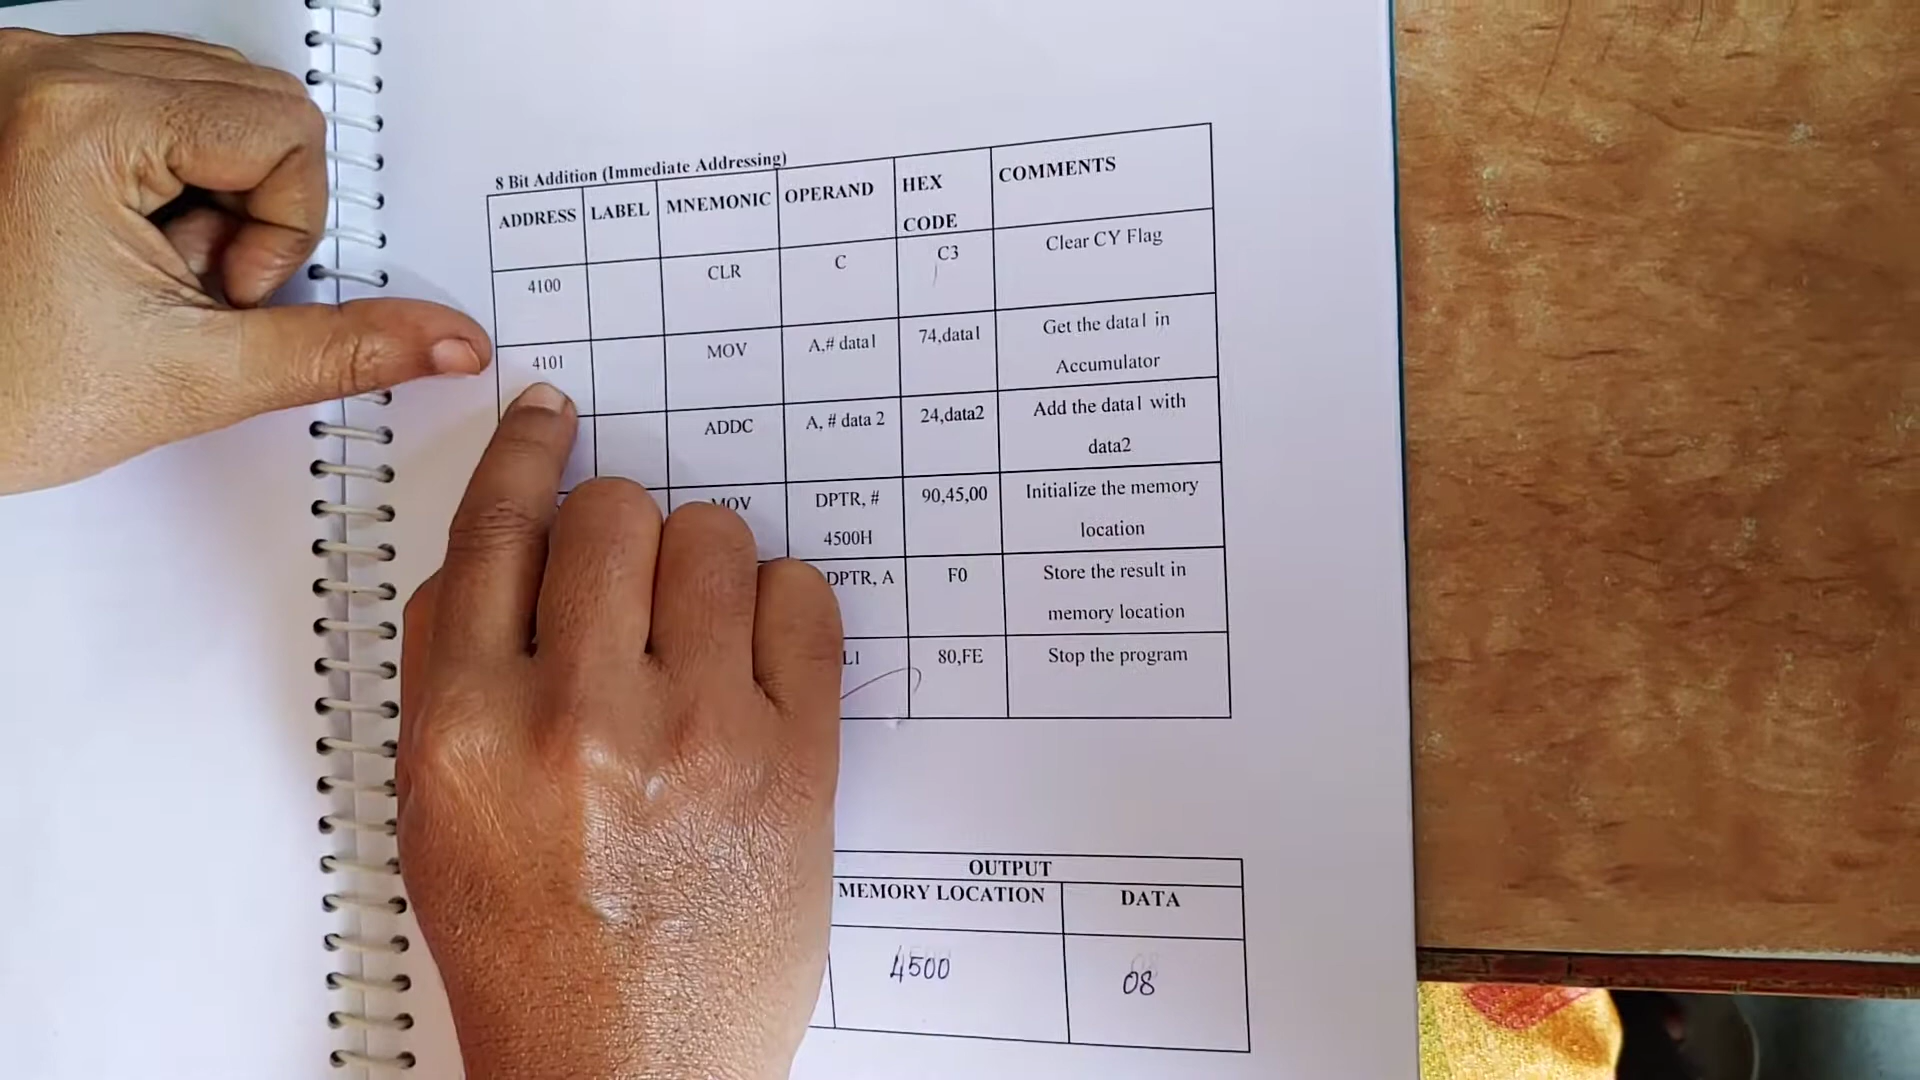 8 Bit Addition (Immediate Addressing)
ADDRESS LABEL MNEMONIC OPERAND HEX CODE COMMENTS
4100 CLR C C3 Clear CY Flag
4101 MOV A,# data1 74,data1 Get the data1 in
Accumulator
ADDC A, # data 2 24,data2 Add the data1 with
data2
MOV DPTR, # 90,45,00 Initialize the memory
4500H location
DPTR, A F0 Store the result in
memory location
L1 80,FE Stop the program
OUTPUT
MEMORY LOCATION DATA
4500 08